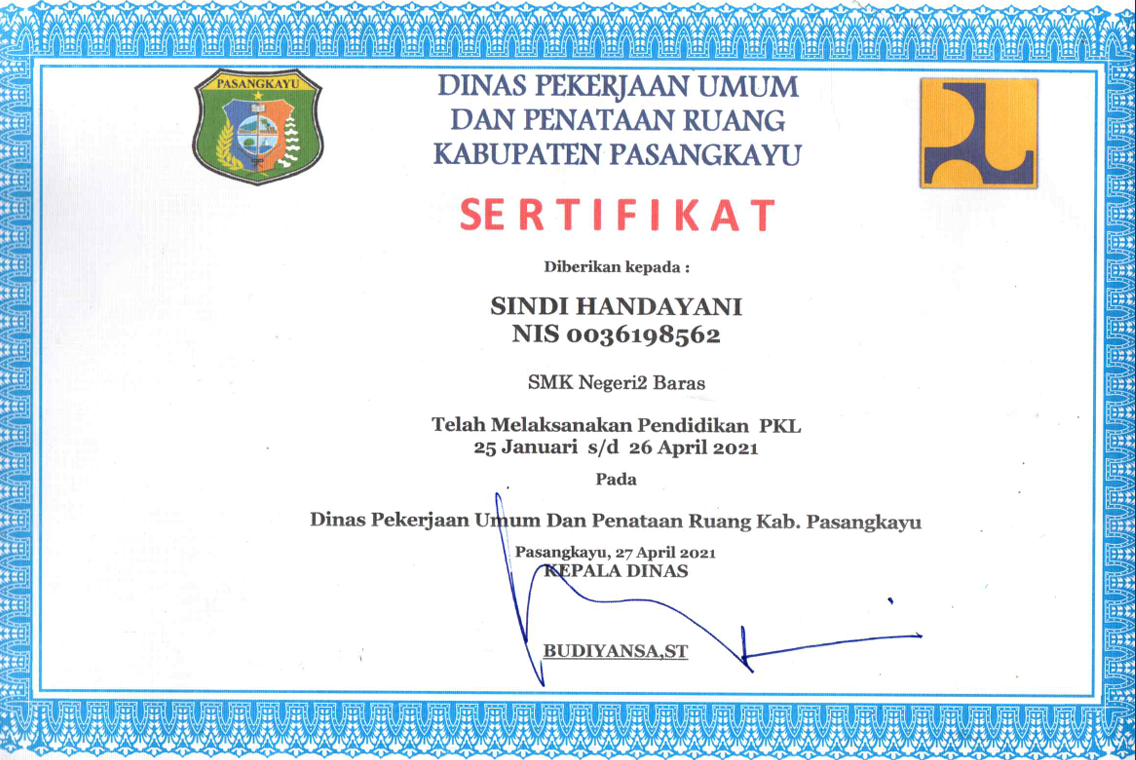 PASANGKAYU
DINAS PEKERJAAN UMUM
DAN PENATAAN RUANG
KABUPATEN PASANGKAYU
SERTIFIKAT
Diberikan kepada :
SINDI HANDAYANI
NIS 0036198562
SMK Negeri2 Baras
Telah Melaksanakan Pendidikan PKL
25 Januari s/d 26 April 2021
Pada
Dinas Pekerjaan Umum Dan Penataan Ruang Kab. Pasangkayu
Pasangkayu, 27 April 2021
KEPALA DINAS
BUDIYANSA,ST